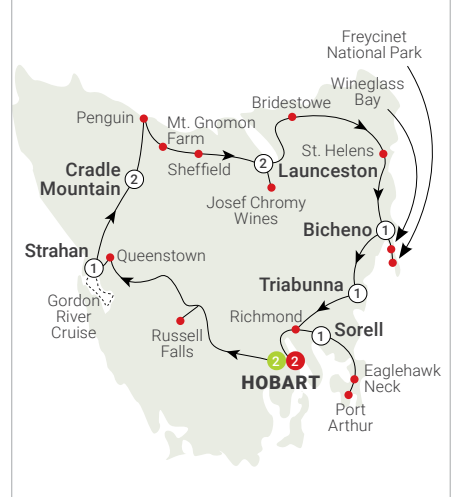 Freycinet
National Park
Wineglass
Bay
Bridestowe
Penguin
Mt. Gnomon
Farm
Sheffield
St. Helens
2
Launceston
Cradle
Mountain
2
Josef Chromy
Wines
Bicheno
1
Strahan
1
Queenstown
Triabunna
1
Gordon
River
Cruise
Richmond
Russell
Falls
1
Sorell
2
2
HOBART
Eaglehawk
Neck
Port
Arthur